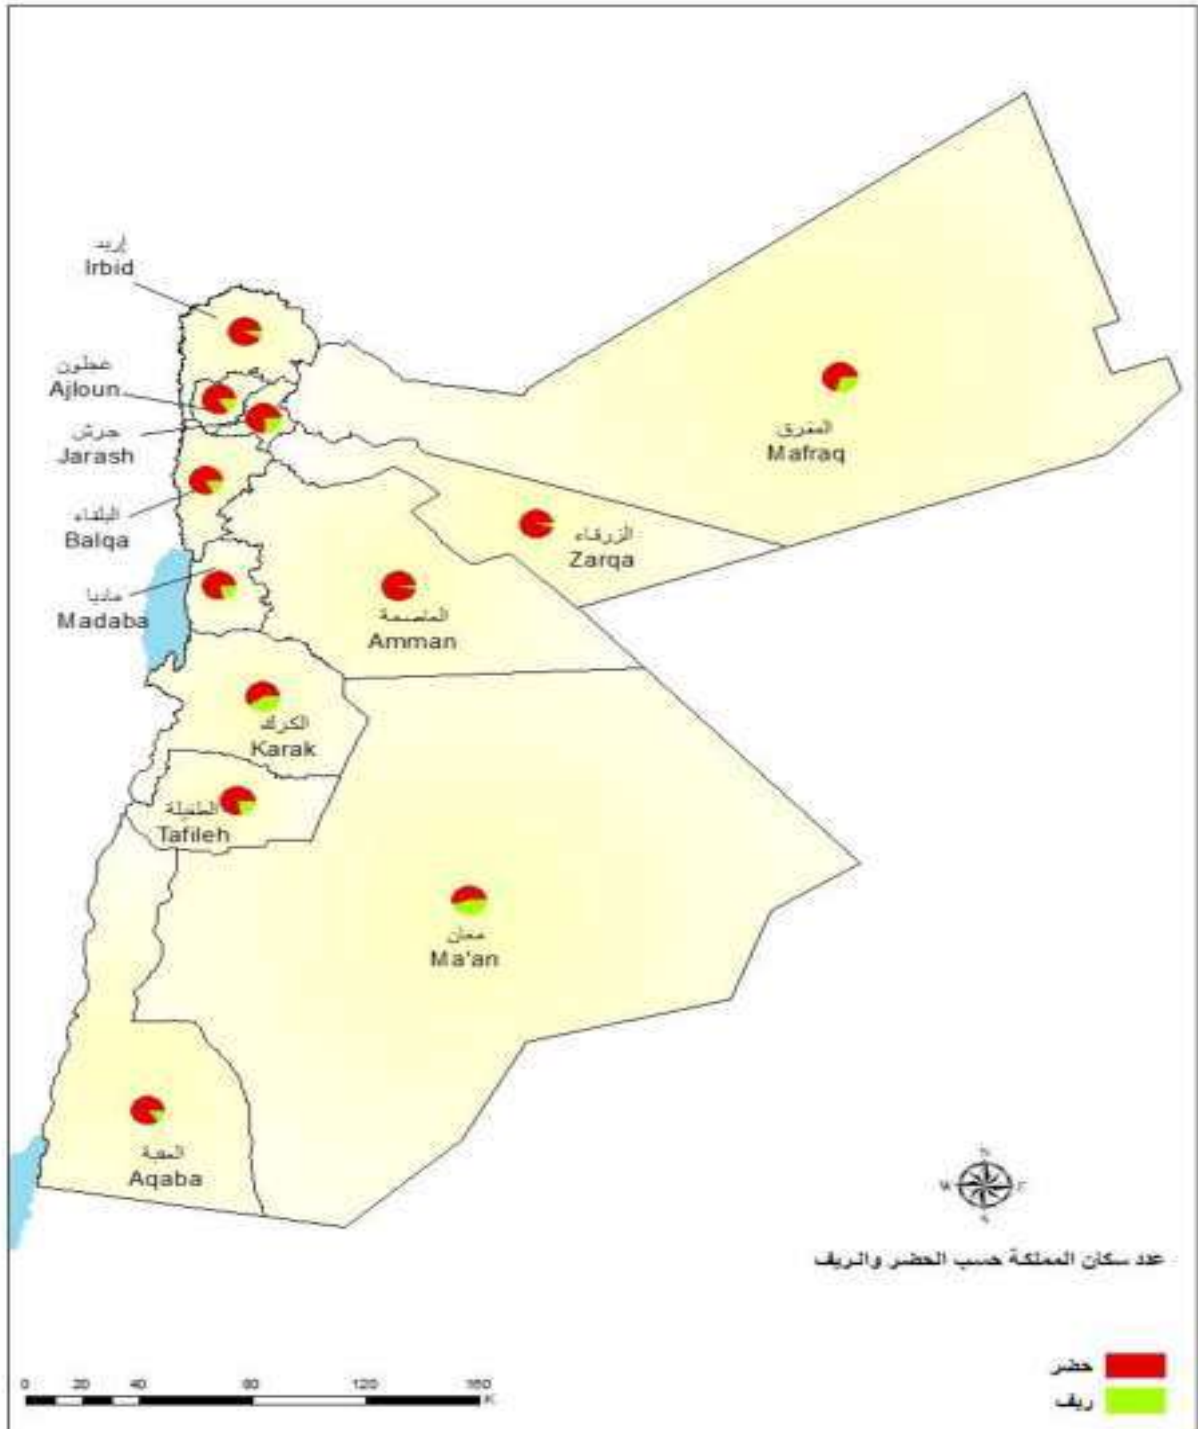 إربد
Irbid
عجلون
Ajloun
جرش
Jarash
البلقاء
Balqa
مادبا
Madaba
المفرق
Mafraq
الزرقاء
Zarqa
العاصمة
Amman
الكرك
Karak
الطفيلة
Tafileh
معان
Ma'an
العقبة
Aqaba
N
W E
S
عدد سكان المملكة حسب الحضر والريف
حضر
ريف
0 20 40 80 120 160
K